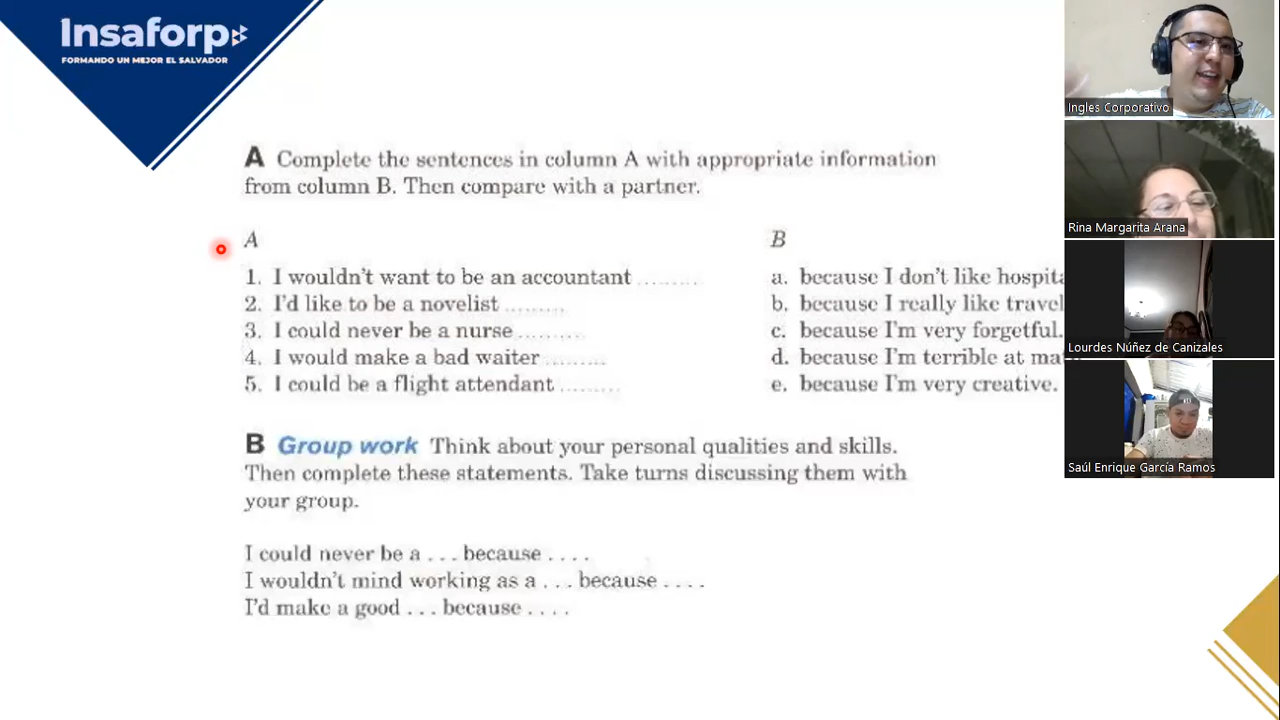 Insaforp
FORMANDO UN MEJOR EL SALVADOR
A Complete the sentences in column A with appropriate information
from column B. Then compare with a partner.
A
1. I wouldn't want to be an accountant .........
2. I'd like to be a novelist .........
3. I could never be a nurse .........
4. I would make a bad waiter .........
5. I could be a flight attendant .........
B
a. because I don't like hospita
b. because I really like travel
c. because I'm very forgetful.
d. because I'm terrible at ma
e. because I'm very creative.
B Group work Think about your personal qualities and skills.
Then complete these statements. Take turns discussing them with
your group.
I could never be a . . . because . . . .
I wouldn't mind working as a . . . because . . . .
I'd make a good . . . because . . . .
Ingles Corporativo
Rina Margarita Arana
Lourdes Núñez de Canizales
Saúl Enrique García Ramos